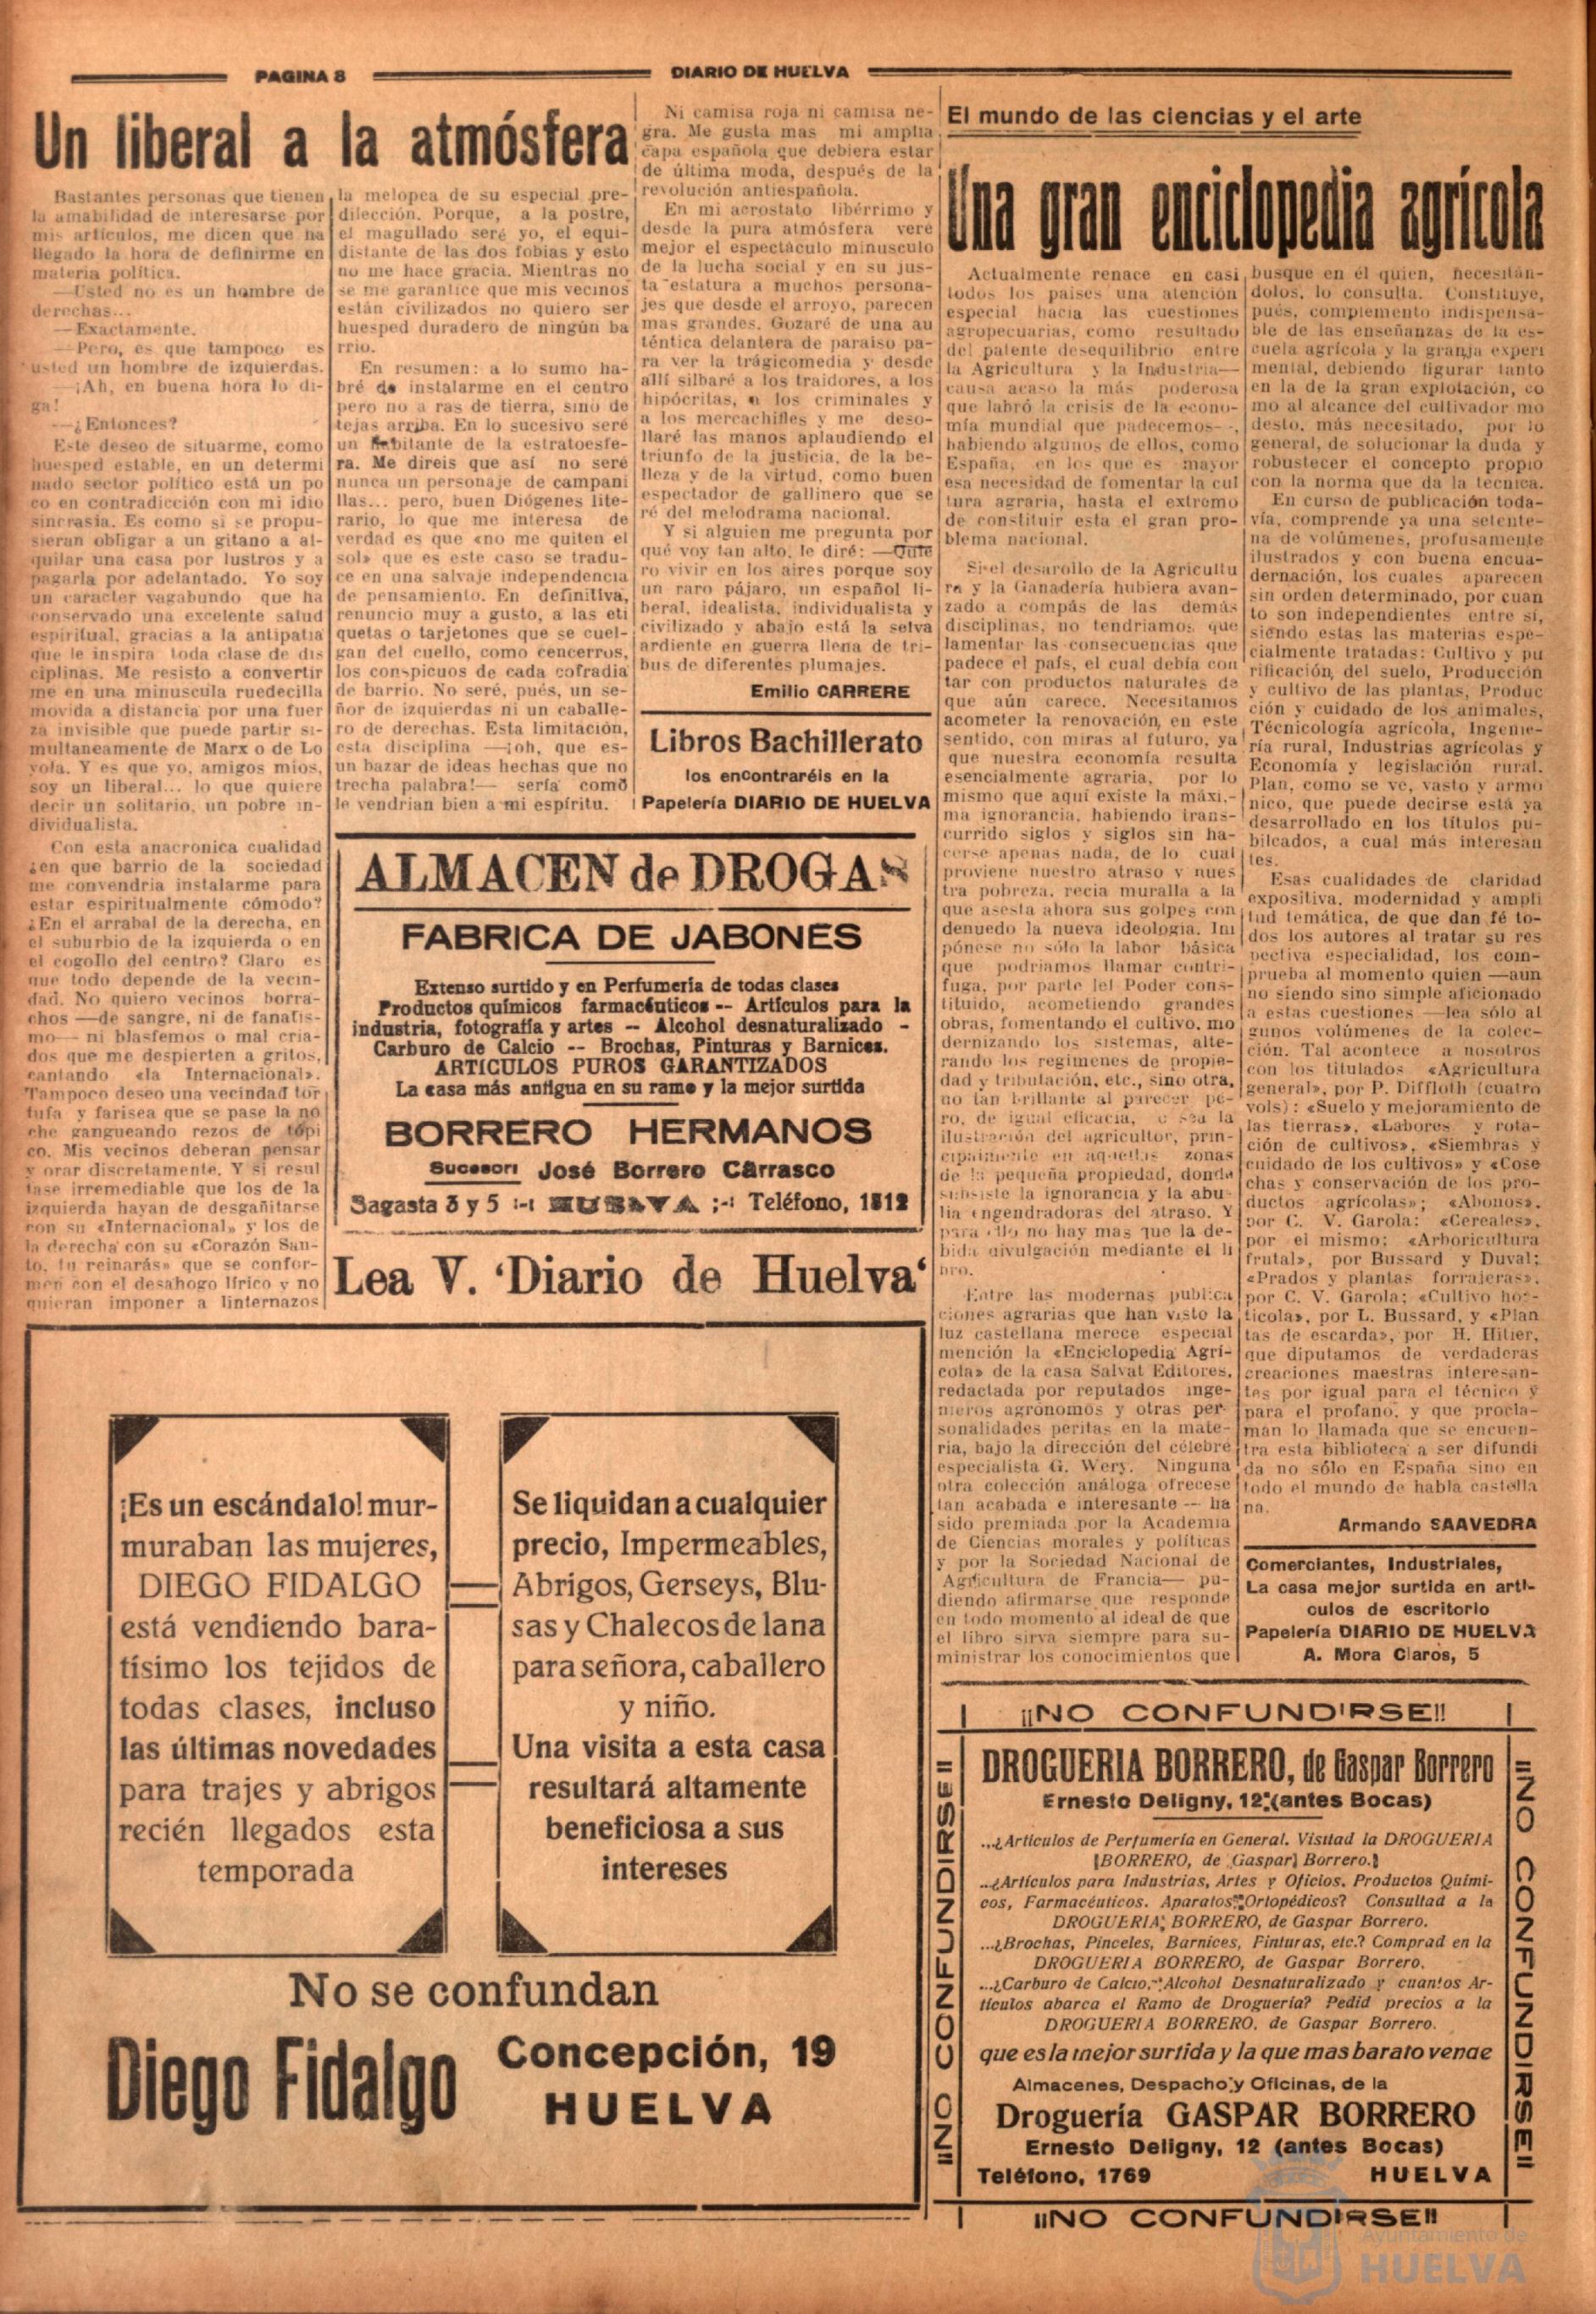 PAGINA 8
DIARIO DE HUELVA
Un liberal a la atmósfera
Bastantes personas que tienen
la amabilidad de interesarse por
mis artículos, me dicen que ha
llegado la hora de definirme en
materia política.
—Usted no es un hombre de
derechas...
—Exactamente.
—Pero, es que tampoco es
usted un hombre de izquierdas.
—¡Ah, en buena hora lo di-
ga!
—¿Entonces?
Este deseo de situarme, como
huesped estable, en un determi
nado sector político está un po
co en contradicción con mi idio
sincrasia. Es como si se propu-
sieran obligar a un gitano a al-
quilar una casa por lustros y a
pagarla por adelantado. Yo soy
un caracter vagabundo que ha
conservado una excelente salud
espiritual, gracias a la antipatia
que le inspira toda clase de dis
ciplinas. Me resisto a convertir
me en una minuscula ruedecilla
movida a distancia por una fuer
za invisible que puede partir si-
multaneamente de Marx o de Lo
yola. Y es que yo, amigos mios,
soy un liberal... lo que quiere
decir un solitario, un pobre in-
dividualista.
Con esta anacronica cualidad
¿en que barrio de la sociedad
me convendria instalarme para
estar espiritualmente cómodo?
¿En el arrabal de la derecha, en
el suburbio de la izquierda o en
el cogollo del centro? Claro es
que todo depende de la vecin-
dad. No quiero vecinos borra-
chos —de sangre, ni de fanatis-
mo— ni blasfemos o mal cria-
dos que me despierten a gritos,
cantando «la Internacional».
Tampoco deseo una vecindad tor
tufa y farisea que se pase la no
che gangueando rezos de tópi
co. Mis vecinos deberan pensar
y orar discretamente. Y si resul
tase irremediable que los de la
izquierda hayan de desgañitarse
con su «Internacional» y los de
la derecha con su «Corazón San-
to, tu reinarás» que se confor-
men con el desahogo lírico y no
quieran imponer a linternazos
la melopea de su especial pre-
dilección. Porque, a la postre,
el magullado seré yo, el equi-
distante de las dos fobias y esto
no me hace gracia. Mientras no
se me garantice que mis vecinos
están civilizados no quiero ser
huesped duradero de ningún ba
rrio.
En resumen: a lo sumo ha-
bré de instalarme en el centro
pero no a ras de tierra, sino de
tejas arriba. En lo sucesivo seré
un habitante de la estratoesfe-
ra. Me direis que así no seré
nunca un personaje de campani
llas... pero, buen Diógenes lite-
rario, lo que me interesa de
verdad es que «no me quiten el
sol» que es este caso se tradu-
ce en una salvaje independencia
de pensamiento. En definitiva,
renuncio muy a gusto, a las eti
quetas o tarjetones que se cuel-
gan del cuello, como cencerros,
los conspicuos de cada cofradia
de barrio. No seré, pués, un se-
ñor de izquierdas ni un caballe-
ro de derechas. Esta limitación,
esta disciplina —¡oh, que es-
un bazar de ideas hechas que no
trecha palabra!— sería como
le vendrian bien a mi espíritu.
Ni camisa roja ni camisa ne-
gra. Me gusta mas mi amplia
capa española que debiera estar
de última moda, después de la
revolución antiespañola.
En mi aerostato libérrimo y
desde la pura atmósfera veré
mejor el espectáculo minusculo
de la lucha social y en su jus-
ta estatura a muchos persona-
jes que desde el arroyo, parecen
mas grandes. Gozaré de una au
téntica delantera de paraiso pa-
ra ver la trágicomedia y desde
allí silbaré a los traidores, a los
hipócritas, a los criminales y
a los mercachifles y me deso-
llaré las manos aplaudiendo el
triunfo de la justicia, de la be-
lleza y de la virtud, como buen
espectador de gallinero que se
ré del melodrama nacional.
Y si alguien me pregunta por
qué voy tan alto, le diré: —Quie
ro vivir en los aires porque soy
un raro pájaro, un español li-
beral, idealista, individualista y
civilizado y abajo está la selva
ardiente en guerra llena de tri-
bus de diferentes plumajes.
Emilio CARRERE
Libros Bachillerato
los encontraréis en la
Papelería DIARIO DE HUELVA
ALMACEN de DROGAS
FABRICA DE JABONES
Extenso surtido y en Perfumería de todas clases
Productos químicos farmacéuticos -- Artículos para la
industria, fotografía y artes -- Alcohol desnaturalizado -
Carburo de Calcio -- Brochas, Pinturas y Barnices.
ARTICULOS PUROS GARANTIZADOS
La casa más antigua en su ramo y la mejor surtida
BORRERO HERMANOS
Sucesor: José Borrero Carrasco
Sagasta 3 y 5 :-: HUELVA :-: Teléfono, 1812
Lea V. 'Diario de Huelva'
¡Es un escándalo! mur-
muraban las mujeres,
DIEGO FIDALGO
está vendiendo bara-
tísimo los tejidos de
todas clases, incluso
las últimas novedades
para trajes y abrigos
recién llegados esta
temporada
Se liquidan a cualquier
precio, Impermeables,
Abrigos, Gerseys, Blu-
sas y Chalecos de lana
para señora, caballero
y niño.
Una visita a esta casa
resultará altamente
beneficiosa a sus
intereses
No se confundan
Diego Fidalgo
Concepción, 19
HUELVA
El mundo de las ciencias y el arte
Una gran enciclopedia agrícola
Actualmente renace en casi
todos los paises una atención
especial hacia las cuestiones
agropecuarias, como resultado
del patente desequilibrio entre
la Agricultura y la Industria—
causa acaso la más poderosa
que labró la crisis de la econo-
mía mundial que padecemos—,
habiendo algunos de ellos, como
España, en los que es mayor
esa necesidad de fomentar la cul
tura agraria, hasta el extremo
de constituir esta el gran pro-
blema nacional.
Si el desarollo de la Agricultu
ra y la Ganadería hubiera avan-
zado a compás de las demás
disciplinas, no tendriamos que
lamentar las consecuencias que
padece el país, el cual debía con
tar con productos naturales de
que aún carece. Necesitamos
acometer la renovación, en este
sentido, con miras al futuro, ya
que nuestra economía resulta
esencialmente agraria, por lo
mismo que aquí existe la máxi.-
ma ignorancia, habiendo trans-
currido siglos y siglos sin ha-
cerse apenas nada, de lo cual
proviene nuestro atraso y nues
tra pobreza, recia muralla a la
que asesta ahora sus golpes con
denuedo la nueva ideología. Im
pónese no sólo la labor básica
que podriamos llamar centri-
fuga, por parte lel Poder cons-
tituído, acometiendo grandes
obras, fomentando el cultivo, mo
dernizando los sistemas, alte-
rando los regímenes de propie-
dad y tributación, etc., sino otra,
no tan brillante al parecer pe-
ro, de igual eficacia, o sea la
ilustración del agricultor, prin-
cipalmente en aquellas zonas
de la pequeña propiedad, donde
subsiste la ignorancia y la abu-
lia engendradoras del atraso. Y
para ello no hay mas que la de-
bida divulgación mediante el li
bro.
Entre las modernas publica
ciones agrarias que han visto la
luz castellana merece especial
mención la «Enciclopedia Agrí-
cola» de la casa Salvat Editores,
redactada por reputados inge-
nieros agrónomos y otras per-
sonalidades peritas en la mate-
ria, bajo la dirección del célebre
especialista G. Wery. Ninguna
otra colección análoga ofrecese
tan acabada e interesante -- ha
sido premiada por la Academia
de Ciencias morales y políticas
y por la Sociedad Nacional de
Agricultura de Francia— pu-
diendo afirmarse que responde
en todo momento al ideal de que
el libro sirva siempre para su-
ministrar los conocimientos que
busque en él quien, necesitán-
dolos, lo consulta. Constituye,
pués, complemento indispensa-
ble de las enseñanzas de la es-
cuela agrícola y la granja experi
mental, debiendo figurar tanto
en la de la gran explotación, co
mo al alcance del cultivador mo
desto, más necesitado, por lo
general, de solucionar la duda y
robustecer el concepto propio
con la norma que da la técnica.
En curso de publicación toda-
vía, comprende ya una setente-
na de volúmenes, profusamente
ilustrados y con buena encua-
dernación, los cuales aparecen
sin orden determinado, por cuan
to son independientes entre sí,
siendo estas las materias espe-
cialmente tratadas: Cultivo y pu
rificación, del suelo, Producción
y cultivo de las plantas, Produc
ción y cuidado de los animales,
Técnicología agrícola, Ingenie-
ría rural, Industrias agrícolas y
Economía y legislación rural.
Plan, como se ve, vasto y armo
nico, que puede decirse está ya
desarrollado en los títulos pu-
bilcados, a cual más interesan
tes.
Esas cualidades de claridad
expositiva, modernidad y ampli
tud temática, de que dan fé to-
dos los autores al tratar su res
pectiva especialidad, los com-
prueba al momento quien —aun
no siendo sino simple aficionado
a estas cuestiones —lea sólo al
gunos volúmenes de la colec-
ción. Tal acontece a nosotros
con los titulados «Agricultura
general», por P. Diffloth (cuatro
vols): «Suelo y mejoramiento de
las tierras», «Labores y rota-
ción de cultivos», «Siembras y
cuidado de los cultivos» y «Cose
chas y conservación de los pro-
ductos agrícolas»; «Abonos»,
por C. V. Garola: «Cereales»,
por el mismo; «Arboricultura
frutal», por Bussard y Duval;
«Prados y plantas forrajeras»,
por C. V. Garola; «Cultivo hor-
tícola», por L. Bussard, y «Plan
tas de escarda», por H. Hitier,
que diputamos de verdaderas
creaciones maestras interesan-
tes por igual para el técnico y
para el profano, y que procla-
man lo llamada que se encuen-
tra esta biblioteca a ser difundi
da no sólo en España sino en
todo el mundo de habla castella
na.
Armando SAAVEDRA
Comerciantes, Industriales,
La casa mejor surtida en artí-
culos de escritorio
Papelería DIARIO DE HUELVA
A. Mora Claros, 5
¡¡NO CONFUNDIRSE!!
¡¡NO CONFUNDIRSE!!
DROGUERIA BORRERO, de Gaspar Borrero
Ernesto Deligny, 12 (antes Bocas)
...¿Artículos de Perfumería en General. Visitad la DROGUERIA
BORRERO, de Gaspar Borrero.
...¿Artículos para Industrias, Artes y Oficios. Productos Quími-
cos, Farmacéuticos. Aparatos Ortopédicos? Consultad a la
DROGUERIA BORRERO, de Gaspar Borrero.
...¿Brochas, Pinceles, Barnices, Pinturas, etc.? Comprad en la
DROGUERIA BORRERO, de Gaspar Borrero.
...¿Carburo de Calcio, Alcohol Desnaturalizado y cuantos Ar-
tículos abarca el Ramo de Droguería? Pedid precios a la
DROGUERIA BORRERO, de Gaspar Borrero.
que es la mejor surtida y la que mas barato vende
Almacenes, Despacho y Oficinas, de la
Droguería GASPAR BORRERO
Ernesto Deligny, 12 (antes Bocas)
Teléfono, 1769 HUELVA
¡¡NO CONFUNDIRSE!!
¡¡NO CONFUNDIRSE!!
Ayuntamiento de
HUELVA